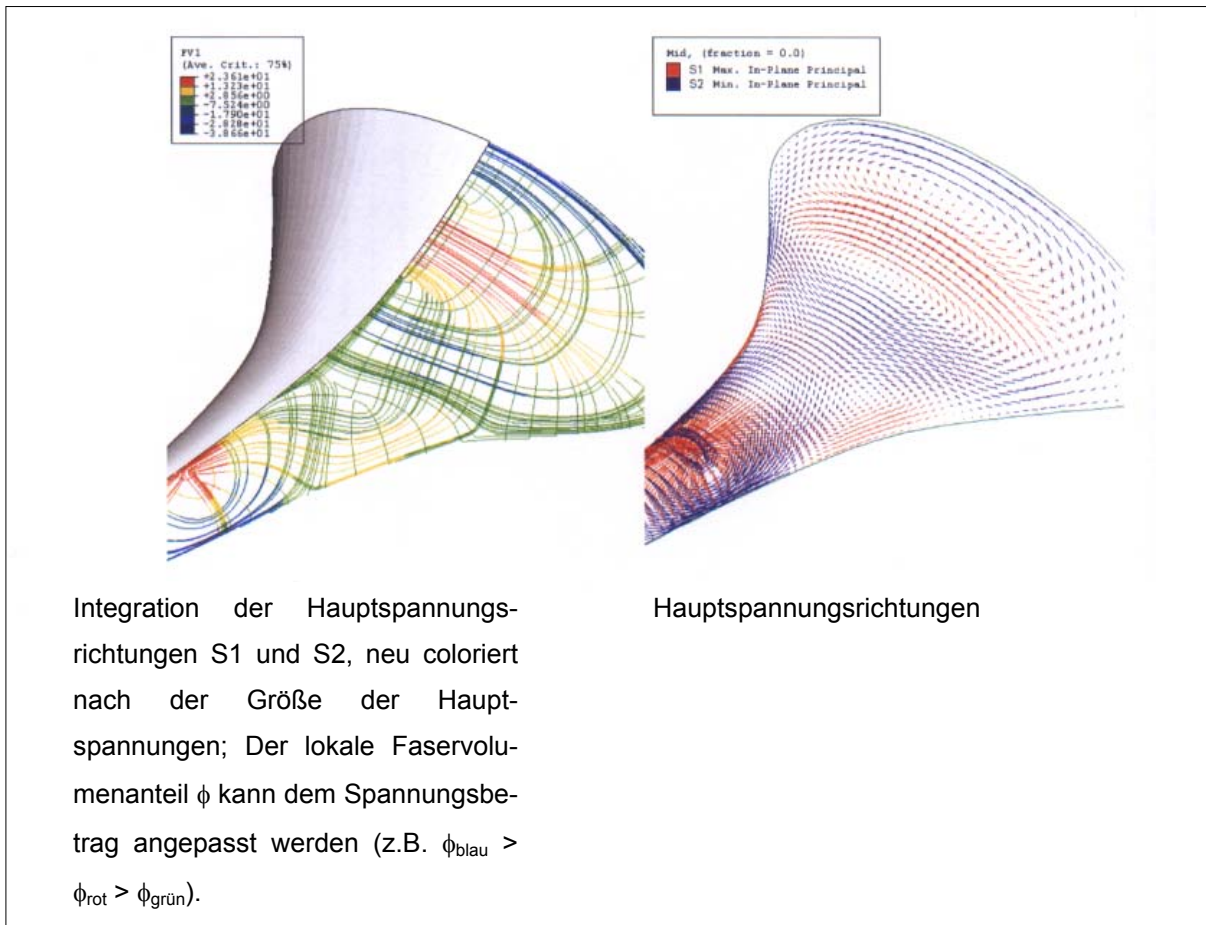 FV1
(Ave. Crit.: 75%)
+2.361e+01
+1.323e+01
+2.856e+00
-7.524e+00
-1.790e+01
-2.828e+01
-3.866e+01
Mid, (fraction = 0.0)
S1 Max. In-Plane Principal
S2 Min. In-Plane Principal
Integration der Hauptspannungs-
richtungen S1 und S2, neu coloriert
nach der Größe der Haupt-
spannungen; Der lokale Faservolu-
menanteil ϕ kann dem Spannungsbe-
trag angepasst werden (z.B. ϕblau >
ϕrot > ϕgrün).
Hauptspannungsrichtungen